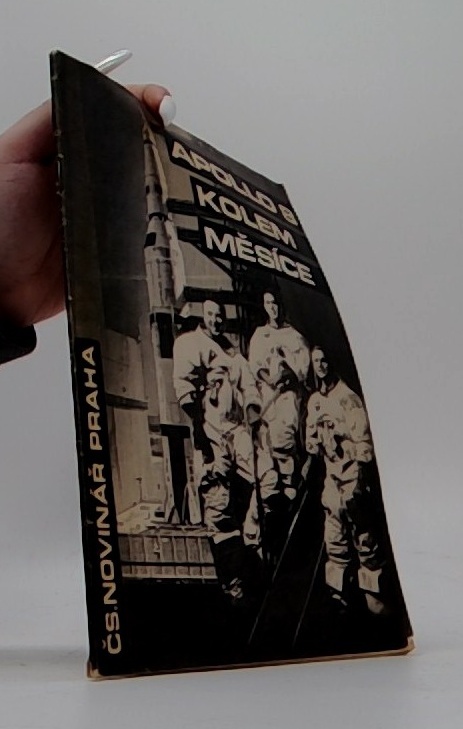 APOLLO 8
KOLEM
MĚSÍCE
ČS. NOVINÁŘ PRAHA